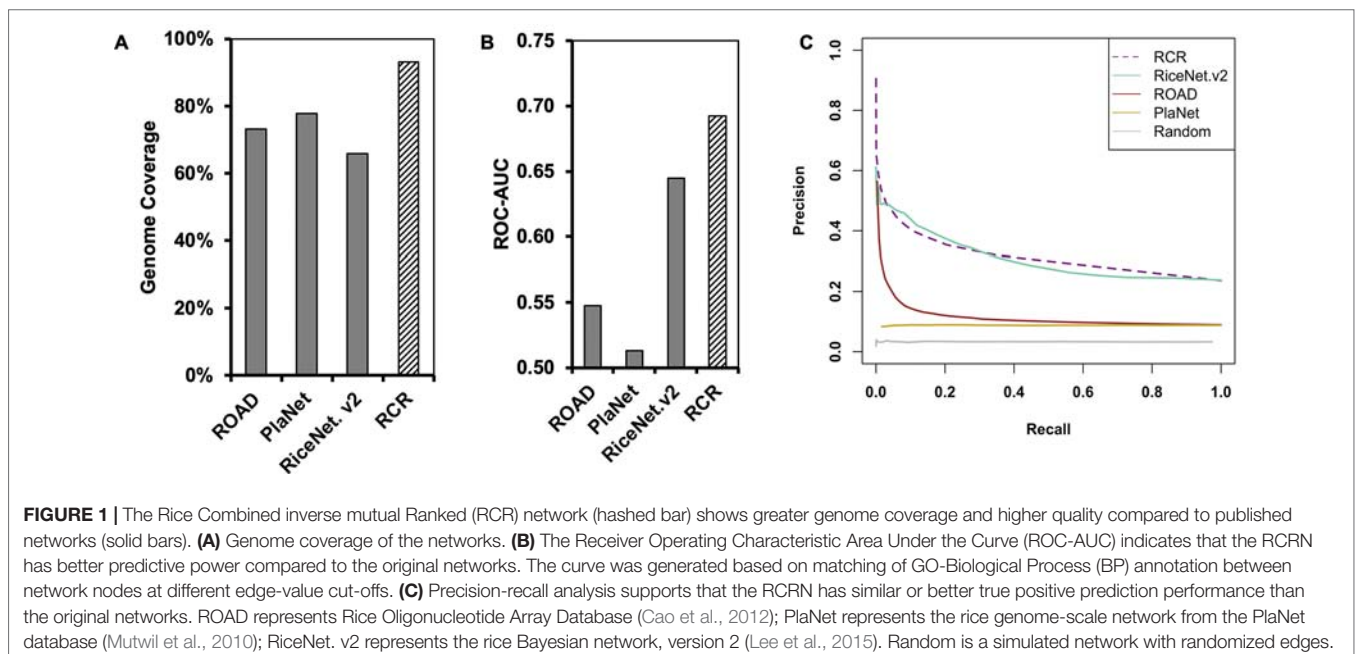 A
100%
80%
60%
40%
20%
0%
Genome Coverage
ROAD
PlaNet
RiceNet. v2
RCR
B
0.75
0.70
0.65
0.60
0.55
0.50
ROC-AUC
ROAD
PlaNet
RiceNet.v2
RCR
C
1.0
0.8
0.6
0.4
0.2
0.0
Precision
RCR
RiceNet.v2
ROAD
PlaNet
Random
0.0 0.2 0.4 0.6 0.8 1.0
Recall
FIGURE 1 | The Rice Combined inverse mutual Ranked (RCR) network (hashed bar) shows greater genome coverage and higher quality compared to published
networks (solid bars). (A) Genome coverage of the networks. (B) The Receiver Operating Characteristic Area Under the Curve (ROC-AUC) indicates that the RCRN
has better predictive power compared to the original networks. The curve was generated based on matching of GO-Biological Process (BP) annotation between
network nodes at different edge-value cut-offs. (C) Precision-recall analysis supports that the RCRN has similar or better true positive prediction performance than
the original networks. ROAD represents Rice Oligonucleotide Array Database (Cao et al., 2012); PlaNet represents the rice genome-scale network from the PlaNet
database (Mutwil et al., 2010); RiceNet. v2 represents the rice Bayesian network, version 2 (Lee et al., 2015). Random is a simulated network with randomized edges.